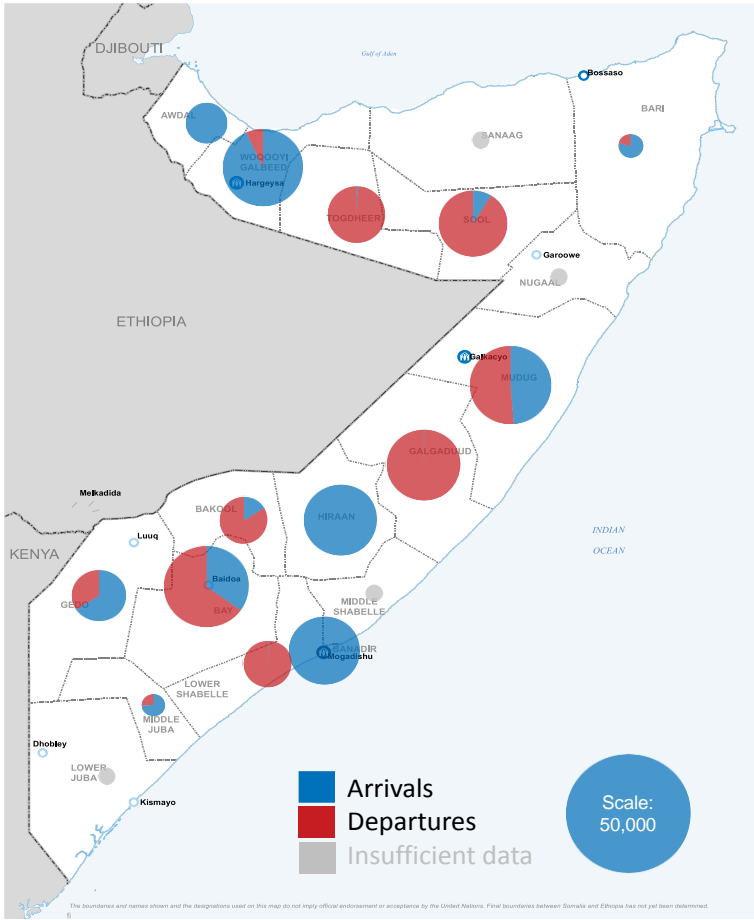 DJIBOUTI
Gulf of Aden
Bossaso
BARI
AWDAL
SANAAG
WOQOOYI
GALBEED
Hargeysa
TOGDHEER
SOOL
Garoowe
NUGAAL
ETHIOPIA
Galkacyo
MUDUG
GALGADUUD
Melkadida
BAKOOL
HIRAAN
INDIAN
OCEAN
Luuq
KENYA
Baidoa
GEDO
BAY
MIDDLE
SHABELLE
BANADIR
Mogadishu
LOWER
SHABELLE
MIDDLE
JUBA
Dhobley
LOWER
JUBA
Kismayo
Arrivals
Departures
Insufficient data
Scale:
50,000
The boundaries and names shown and the designations used on this map do not imply official endorsement or acceptance by the United Nations. Final boundaries between Somalia and Ethiopia has not yet been determined.